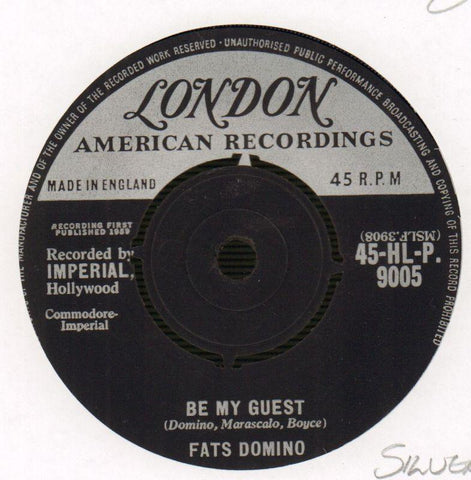 THE MANUFACTURER AND OF THE OWNER OF THE RECORDED WORK RESERVED · UNAUTHORISED PUBLIC PERFORMANCE BROADCASTING AND COPYING OF THIS RECORD PROHIBITED
LONDON
AMERICAN RECORDINGS
MADE IN ENGLAND
45 R.P.M
RECORDING FIRST
PUBLISHED 1959
Recorded by
IMPERIAL,
Hollywood
Commodore-
Imperial
(MSLF.3908)
45-HL-P.
9005
BE MY GUEST
(Domino, Marascalo, Boyce)
FATS DOMINO